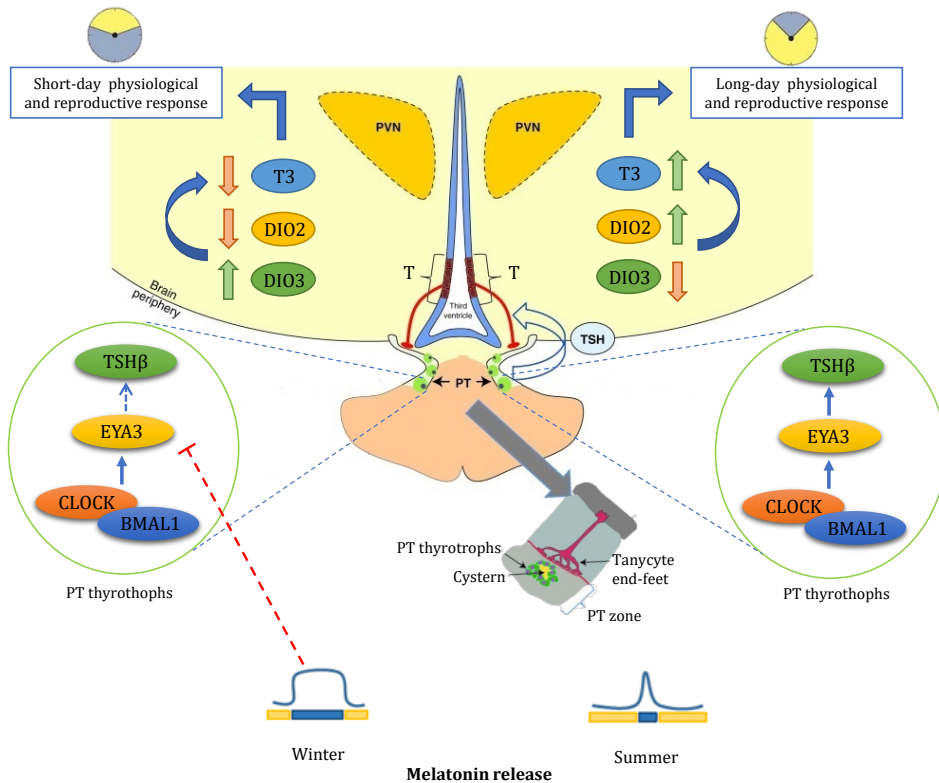 Short-day physiological
and reproductive response
Long-day physiological
and reproductive response
PVN
PVN
T3
DIO2
DIO3
T3
DIO2
DIO3
T
T
Third
ventricle
Brain
periphery
TSH
PT
TSHβ
EYA3
CLOCK
BMAL1
PT thyrothophs
TSHβ
EYA3
CLOCK
BMAL1
PT thyrothophs
PT thyrotrophs
Cystern
Tanycyte
end-feet
PT zone
Winter
Summer
Melatonin release